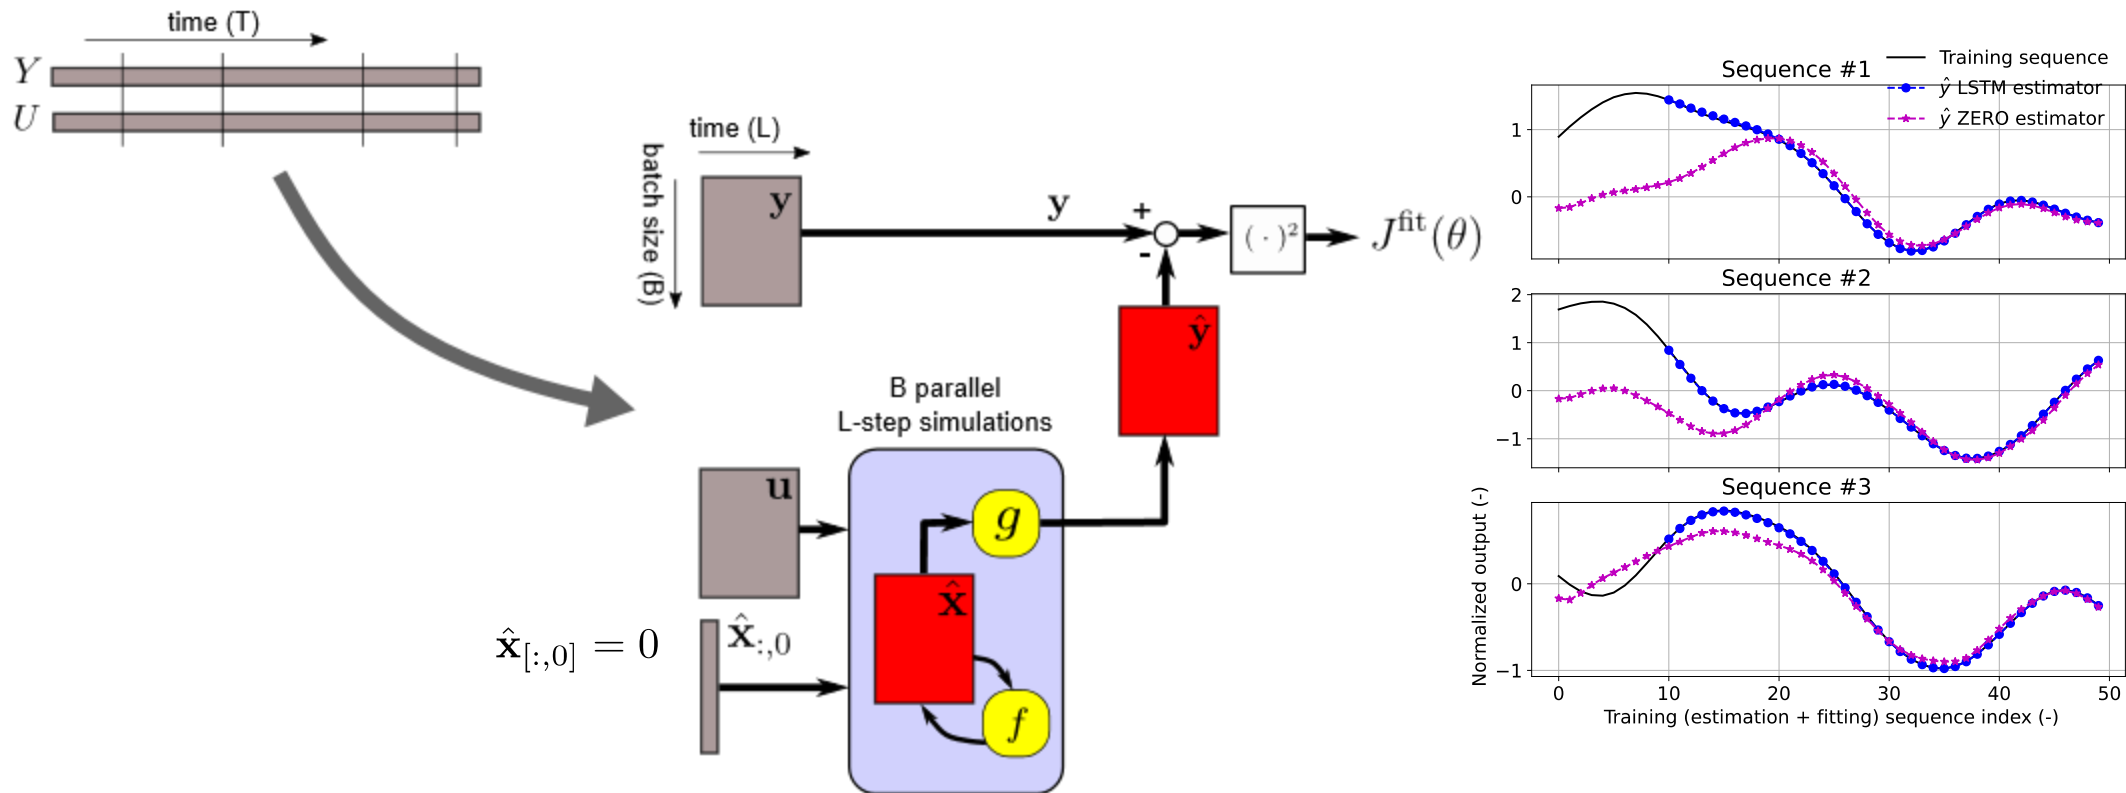 time (T)
Y
U
time (L)
batch size (B)
y
y
+
-
( · )²
J^fit(θ)
ŷ
B parallel
L-step simulations
u
g
x̂
f
x̂_[:,0] = 0
x̂_:,0
Training sequence
ŷ LSTM estimator
ŷ ZERO estimator
Sequence #1
1
0
Sequence #2
2
1
0
−1
Sequence #3
0
−1
0 10 20 30 40 50
Normalized output (-)
Training (estimation + fitting) sequence index (-)